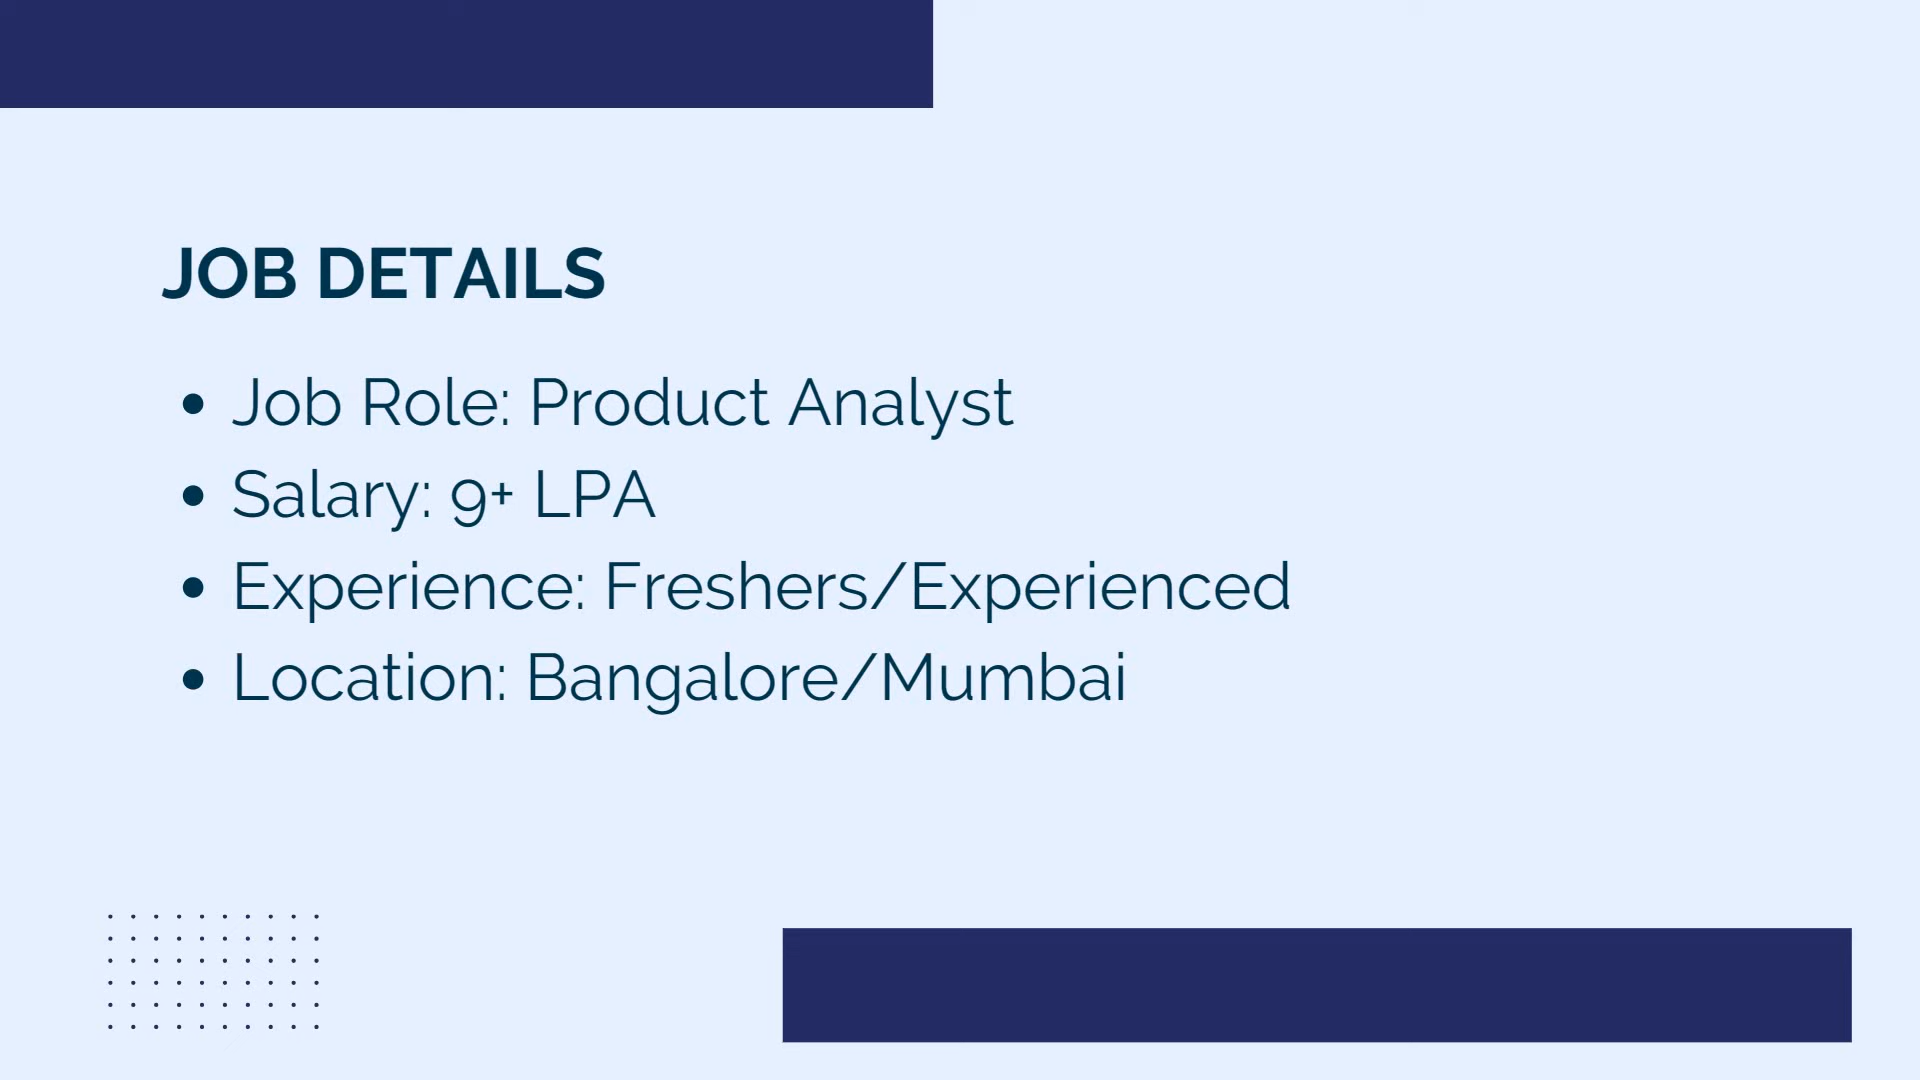 JOB DETAILS
• Job Role: Product Analyst
• Salary: 9+ LPA
• Experience: Freshers/Experienced
• Location: Bangalore/Mumbai